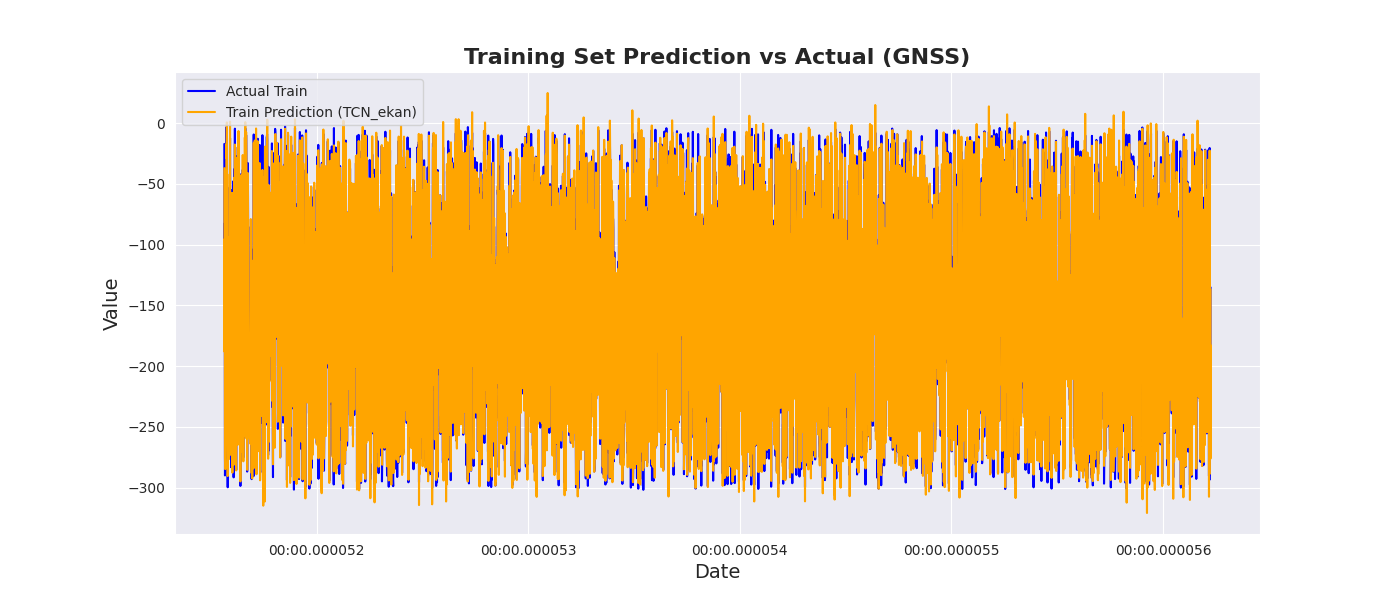 Training Set Prediction vs Actual (GNSS)
Actual Train
Train Prediction (TCN_ekan)
Value
0
−50
−100
−150
−200
−250
−300
00:00.000052 00:00.000053 00:00.000054 00:00.000055 00:00.000056
Date